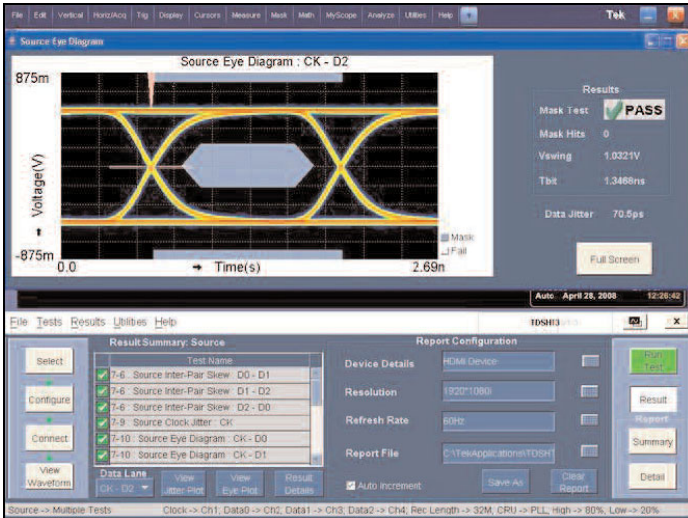 File Edit Vertical Horiz/Acq Trig Display Cursors Measure Mask Math MyScope Analyze Utilities Help Tek
Source Eye Diagram
Source Eye Diagram : CK - D2
875m
Voltage(V)
-875m
0.0
Time(s)
2.69n
Mask
Fail
Results
Mask Test PASS
Mask Hits 0
Vswing 1.0321V
Tbit 1.3468ns
Data Jitter 70.5ps
Full Screen
Auto April 28, 2008 12:26:42
File Tests Results Utilities Help TDSHT3 X
Select
Configure
Connect
View Waveform
Result Summary: Source
Test Name
7-6 : Source Inter-Pair Skew : D0 - D1
7-6 : Source Inter-Pair Skew : D1 - D2
7-6 : Source Inter-Pair Skew : D2 - D0
7-9 : Source Clock Jitter : CK
7-10 : Source Eye Diagram : CK - D0
7-10 : Source Eye Diagram : CK - D1
Data Lane
CK - D2
View Jitter Plot
View Eye Plot
Result Details
Report Configuration
Device Details HDMI Device
Resolution 1920*1080i
Refresh Rate 60Hz
Report File C:\TekApplications\TDSHT
Auto Increment
Save As
Clear Report
Run Test
Result
Report
Summary
Detail
Source -> Multiple Tests Clock -> Ch1, Data0 -> Ch2, Data1 -> Ch3, Data2 -> Ch4, Rec Length -> 32M, CRU -> PLL, High -> 80%, Low -> 20%